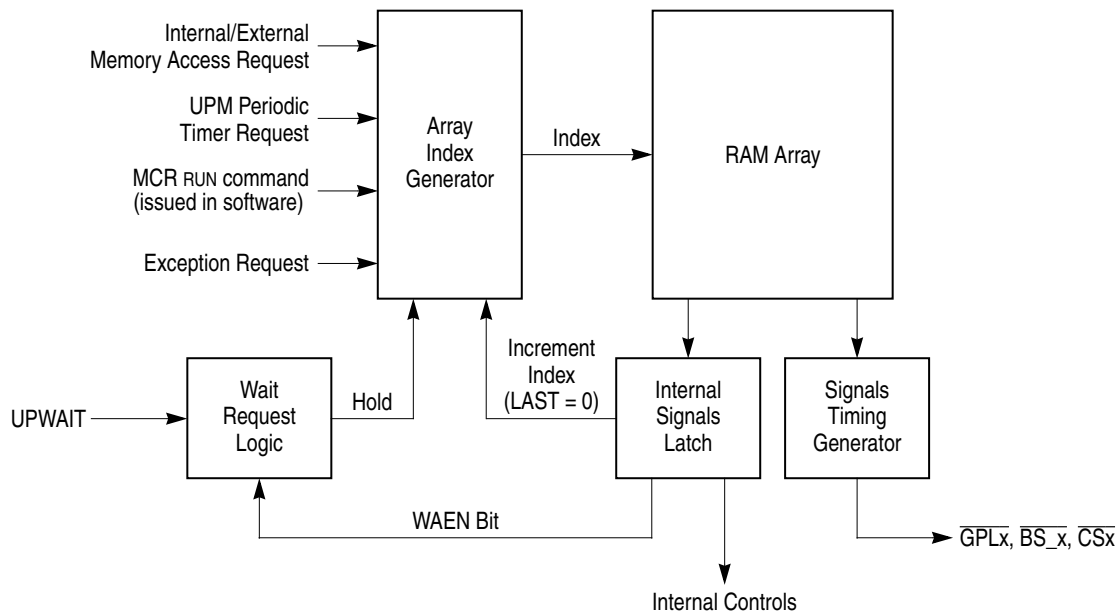 Internal/External
Memory Access Request
UPM Periodic
Timer Request
MCR RUN command
(issued in software)
Exception Request
Array
Index
Generator
Index
RAM Array
Increment
Index
(LAST = 0)
UPWAIT
Wait
Request
Logic
Hold
Internal
Signals
Latch
Signals
Timing
Generator
WAEN Bit
GPLx, BS_x, CSx
Internal Controls